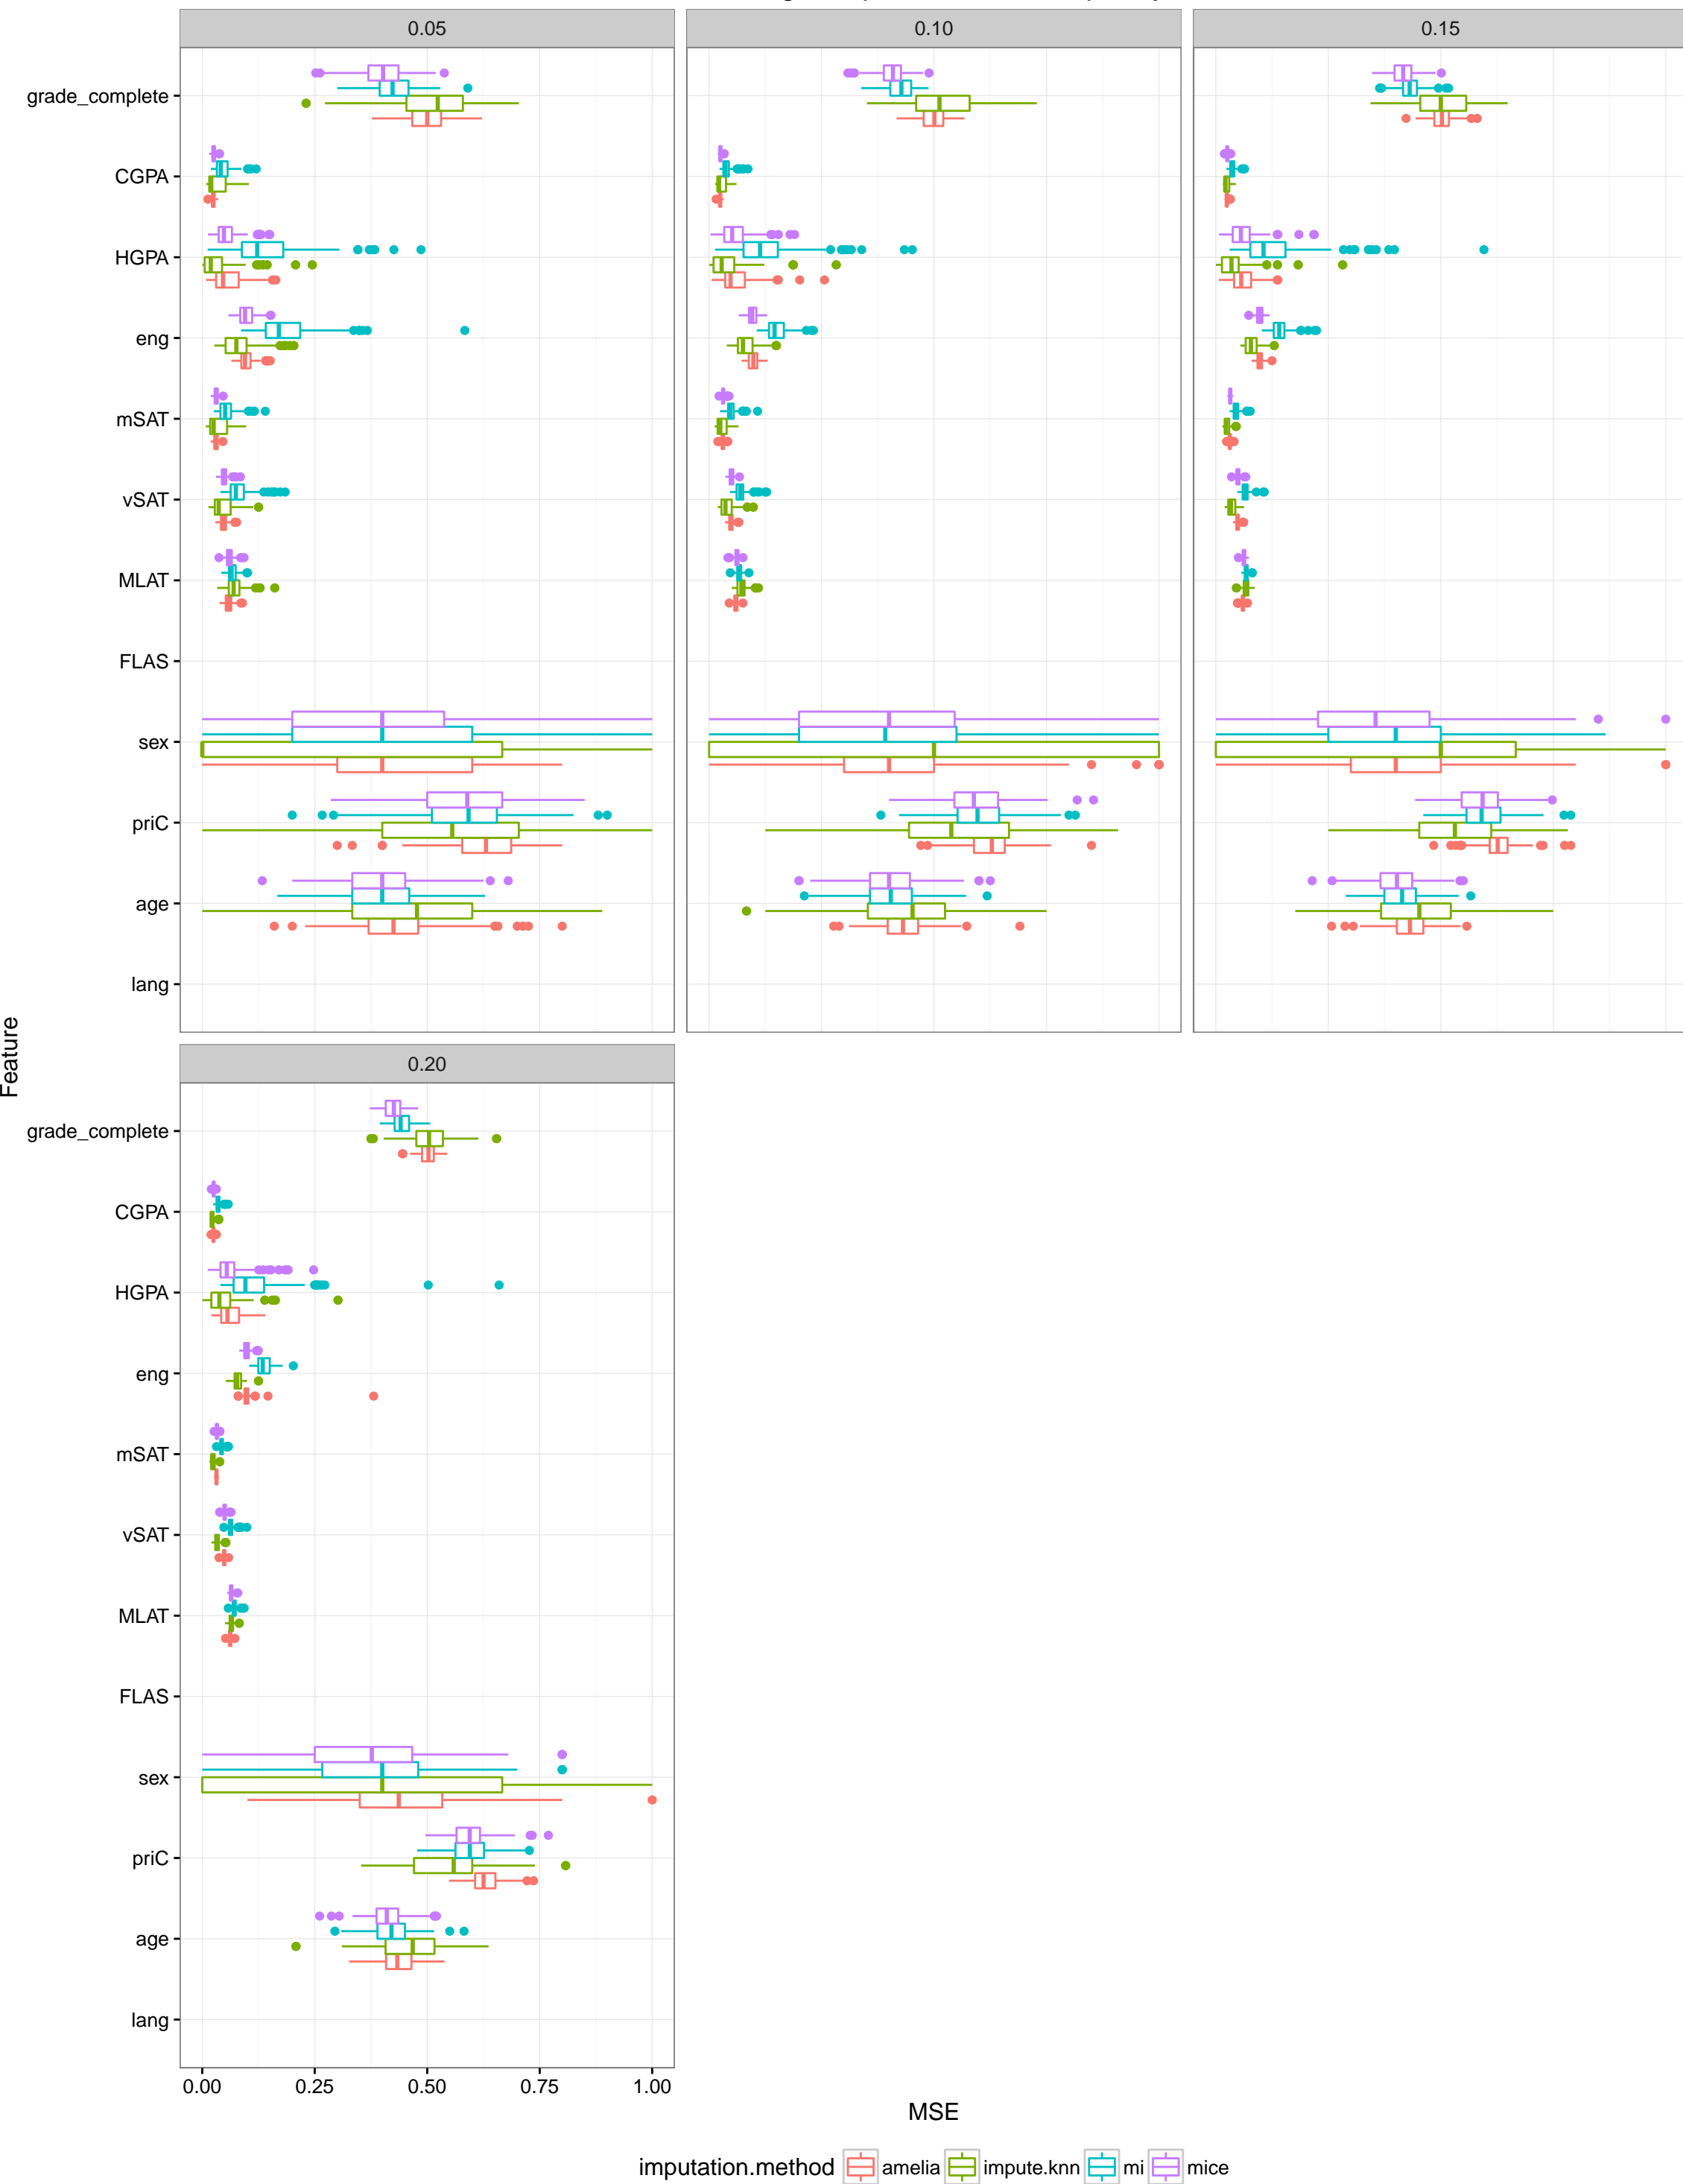 0.05 0.10 0.15
grade_complete
CGPA
HGPA
eng
mSAT
vSAT
MLAT
FLAS
sex
priC
age
lang
Feature
0.20
grade_complete
CGPA
HGPA
eng
mSAT
vSAT
MLAT
FLAS
sex
priC
age
lang
0.00 0.25 0.50 0.75 1.00
MSE
imputation.method amelia impute.knn mi mice